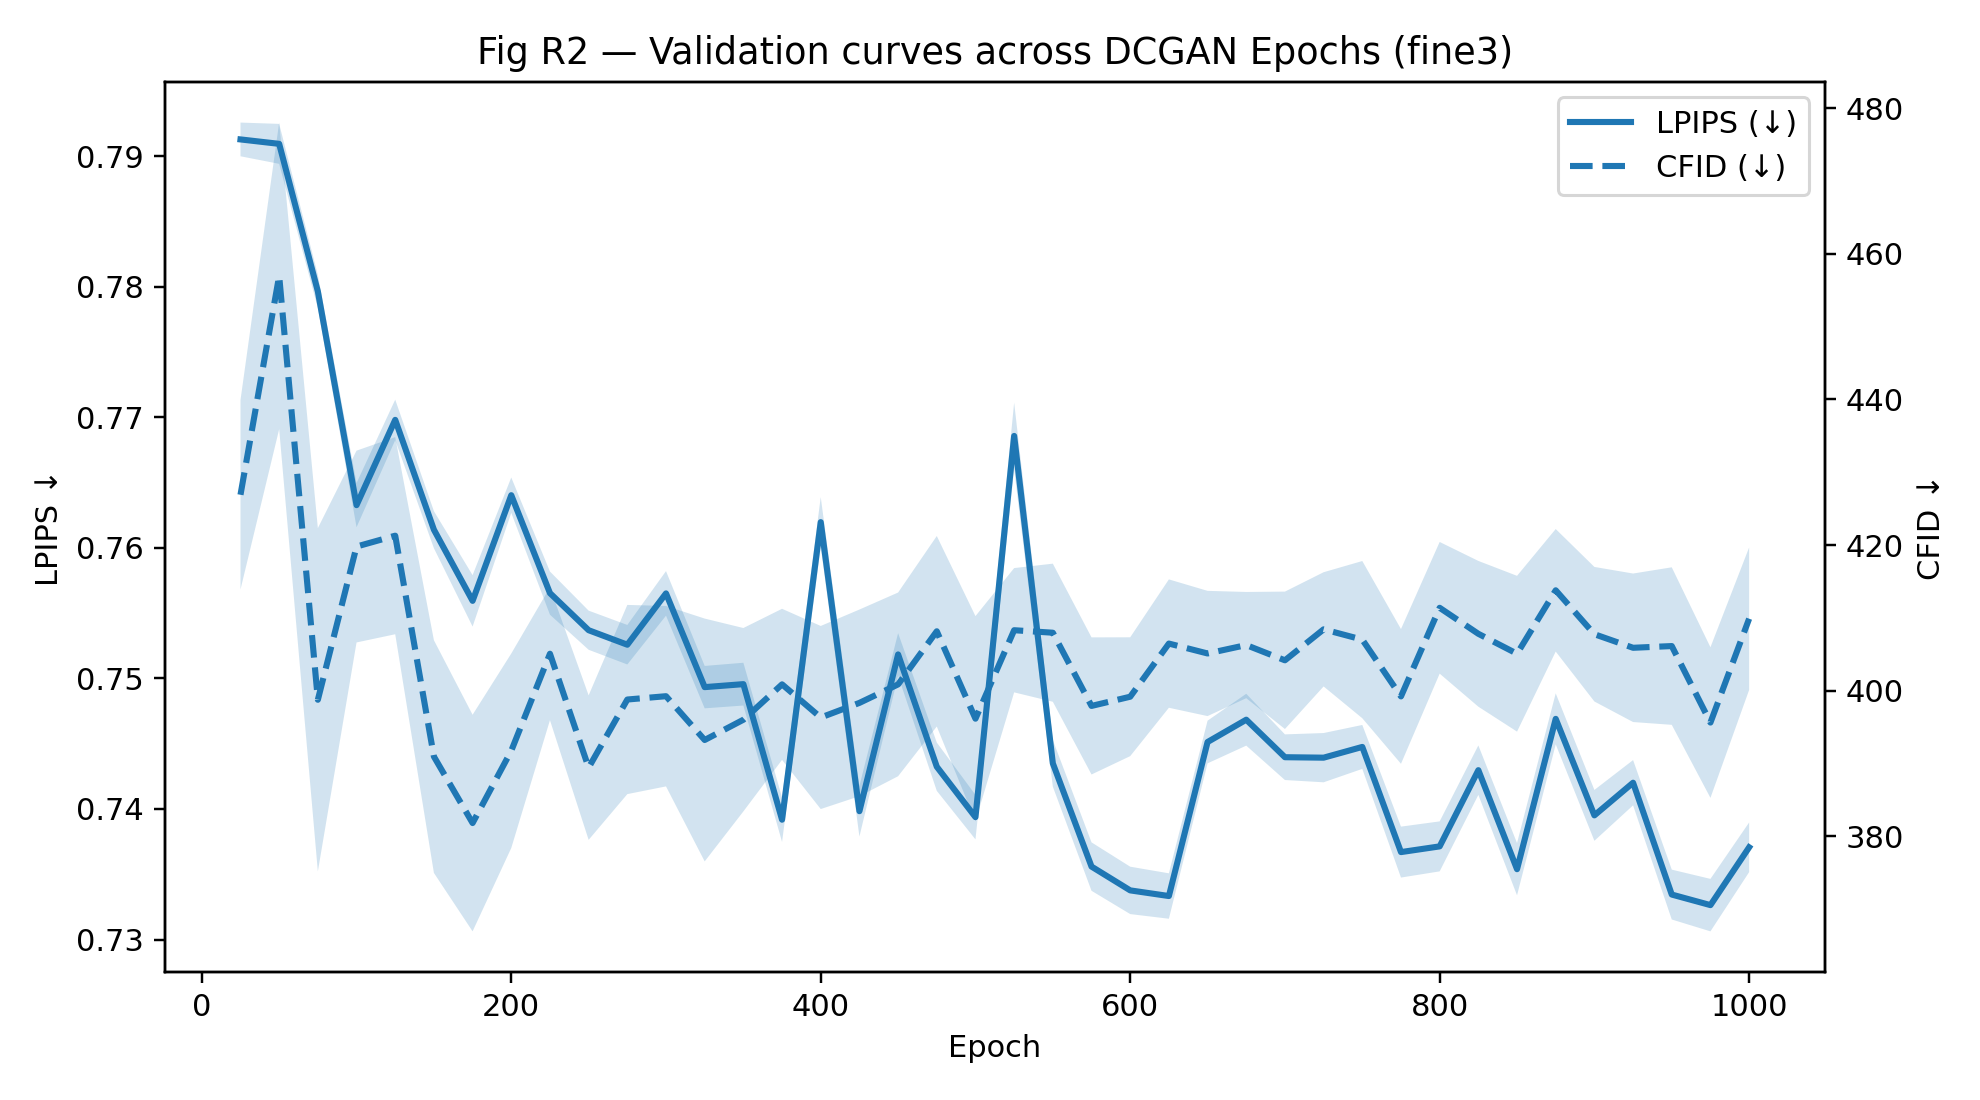 Fig R2 — Validation curves across DCGAN Epochs (fine3)
LPIPS (↓)
CFID (↓)
LPIPS ↓
0.79
0.78
0.77
0.76
0.75
0.74
0.73
480
460
440
420
400
380
CFID ↓
0 200 400 600 800 1000
Epoch